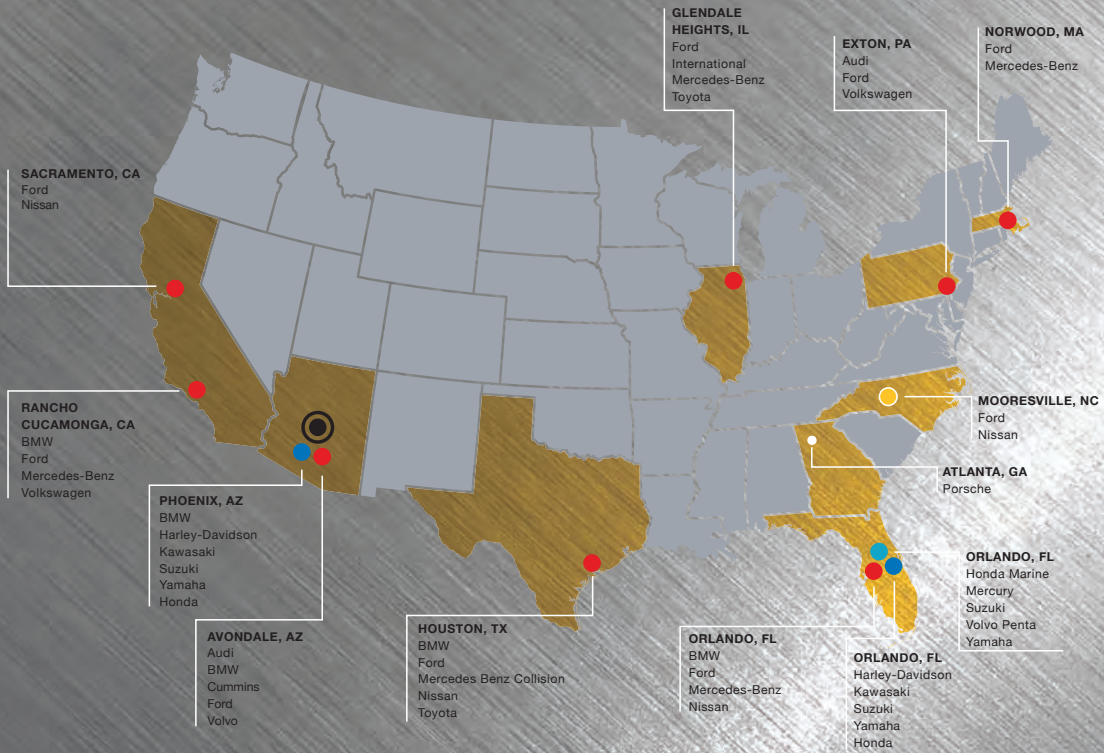 GLENDALE
HEIGHTS, IL
Ford
International
Mercedes-Benz
Toyota
EXTON, PA
Audi
Ford
Volkswagen
NORWOOD, MA
Ford
Mercedes-Benz
SACRAMENTO, CA
Ford
Nissan
RANCHO
CUCAMONGA, CA
BMW
Ford
Mercedes-Benz
Volkswagen
MOORESVILLE, NC
Ford
Nissan
ATLANTA, GA
Porsche
PHOENIX, AZ
BMW
Harley-Davidson
Kawasaki
Suzuki
Yamaha
Honda
AVONDALE, AZ
Audi
BMW
Cummins
Ford
Volvo
HOUSTON, TX
BMW
Ford
Mercedes Benz Collision
Nissan
Toyota
ORLANDO, FL
BMW
Ford
Mercedes-Benz
Nissan
ORLANDO, FL
Harley-Davidson
Kawasaki
Suzuki
Yamaha
Honda
ORLANDO, FL
Honda Marine
Mercury
Suzuki
Volvo Penta
Yamaha